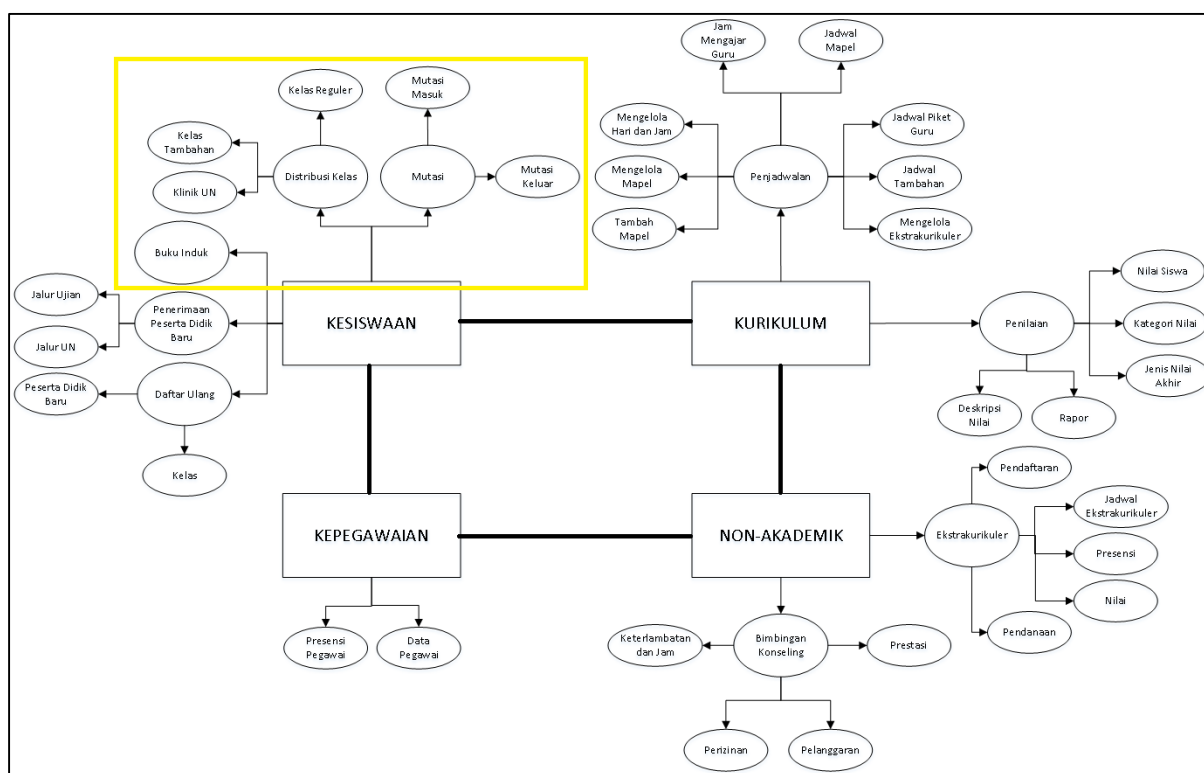 Jam
Mengajar
Guru
Jadwal
Mapel
Kelas Reguler
Mutasi
Masuk
Kelas
Tambahan
Klinik UN
Distribusi Kelas
Mutasi
Mutasi
Keluar
Mengelola
Hari dan Jam
Mengelola
Mapel
Tambah
Mapel
Penjadwalan
Jadwal Piket
Guru
Jadwal
Tambahan
Mengelola
Ekstrakurikuler
Buku Induk
Jalur Ujian
Jalur UN
Penerimaan
Peserta Didik
Baru
Peserta Didik
Baru
Daftar Ulang
Kelas
KESISWAAN
KURIKULUM
Penilaian
Nilai Siswa
Kategori Nilai
Jenis Nilai
Akhir
Deskripsi
Nilai
Rapor
KEPEGAWAIAN
NON-AKADEMIK
Pendaftaran
Ekstrakurikuler
Jadwal
Ekstrakurikuler
Presensi
Nilai
Pendanaan
Presensi
Pegawai
Data
Pegawai
Keterlambatan
dan Jam
Bimbingan
Konseling
Prestasi
Perizinan
Pelanggaran